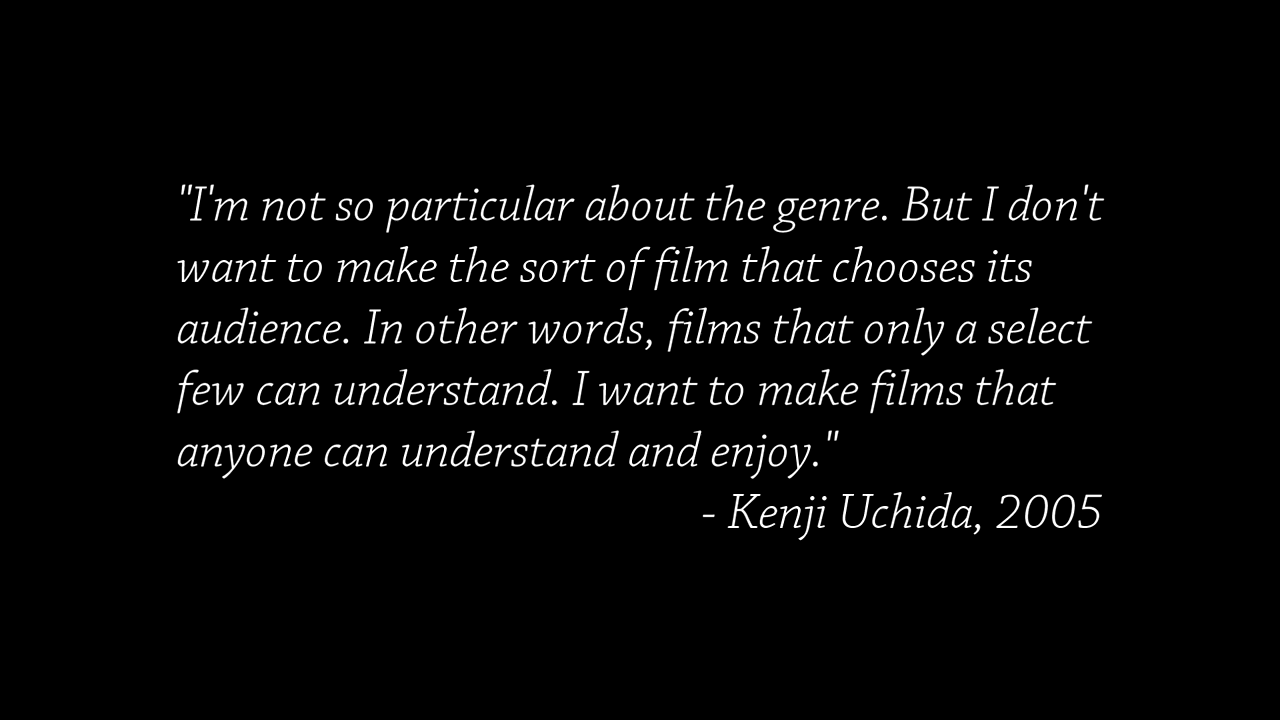 "I'm not so particular about the genre. But I don't
want to make the sort of film that chooses its
audience. In other words, films that only a select
few can understand. I want to make films that
anyone can understand and enjoy."
- Kenji Uchida, 2005